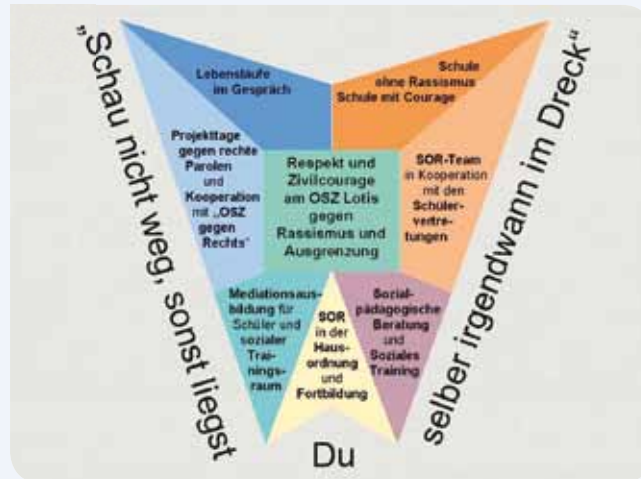 „Schau nicht weg, sonst liegst
Du
selber irgendwann im Dreck“
Lebensläufe
im Gespräch
Schule
ohne Rassismus
Schule mit Courage
Projekttage
gegen rechte
Parolen
und
Kooperation
mit „OSZ
gegen
Rechts“
Respekt und
Zivilcourage
am OSZ Lotis
gegen
Rassismus und
Ausgrenzung
SOR-Team
in Kooperation
mit den
Schüler-
vertre-
tungen
Mediationsaus-
bildung für
Schüler und
sozialer
Trai-
nings-
raum
SOR
in der
Haus-
ordnung
und
Fortbildung
Sozial-
pädagogische
Beratung
und
Soziales
Training